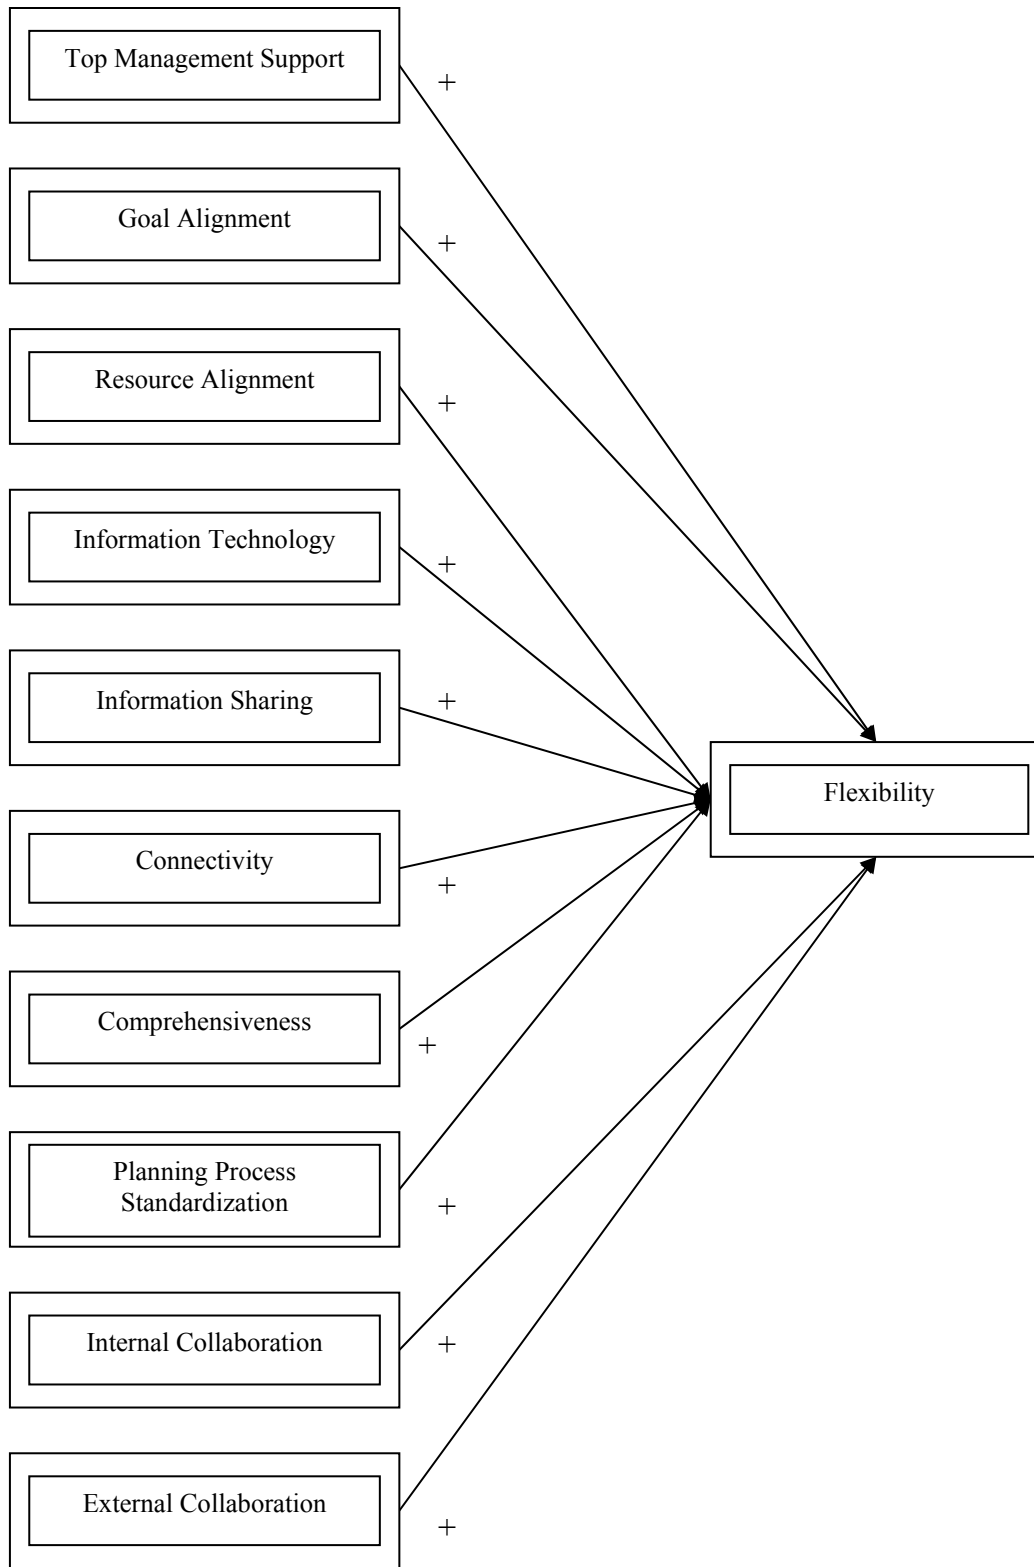 Top Management Support
+
Goal Alignment
+
Resource Alignment
+
Information Technology
+
Information Sharing
+
Flexibility
Connectivity
+
Comprehensiveness
+
Planning Process
Standardization
+
Internal Collaboration
+
External Collaboration
+